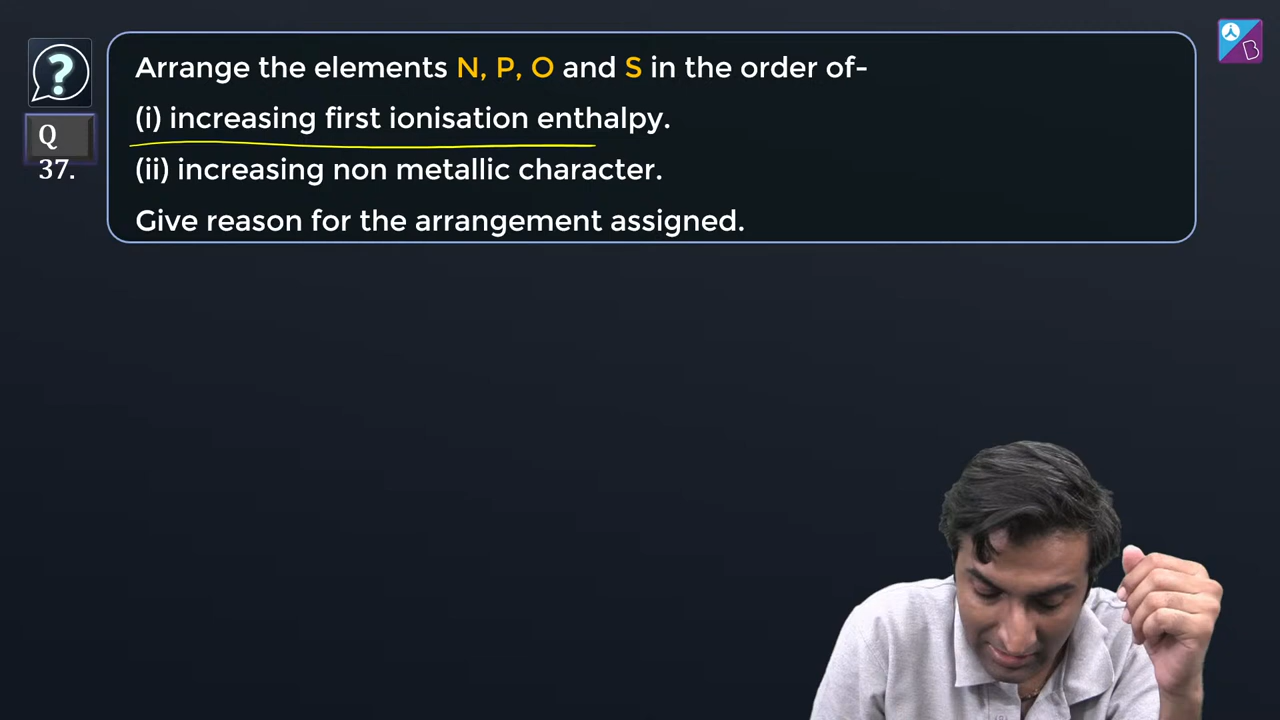 Arrange the elements N, P, O and S in the order of-
(i) increasing first ionisation enthalpy.
Q
37.
(ii) increasing non metallic character.
Give reason for the arrangement assigned.
B